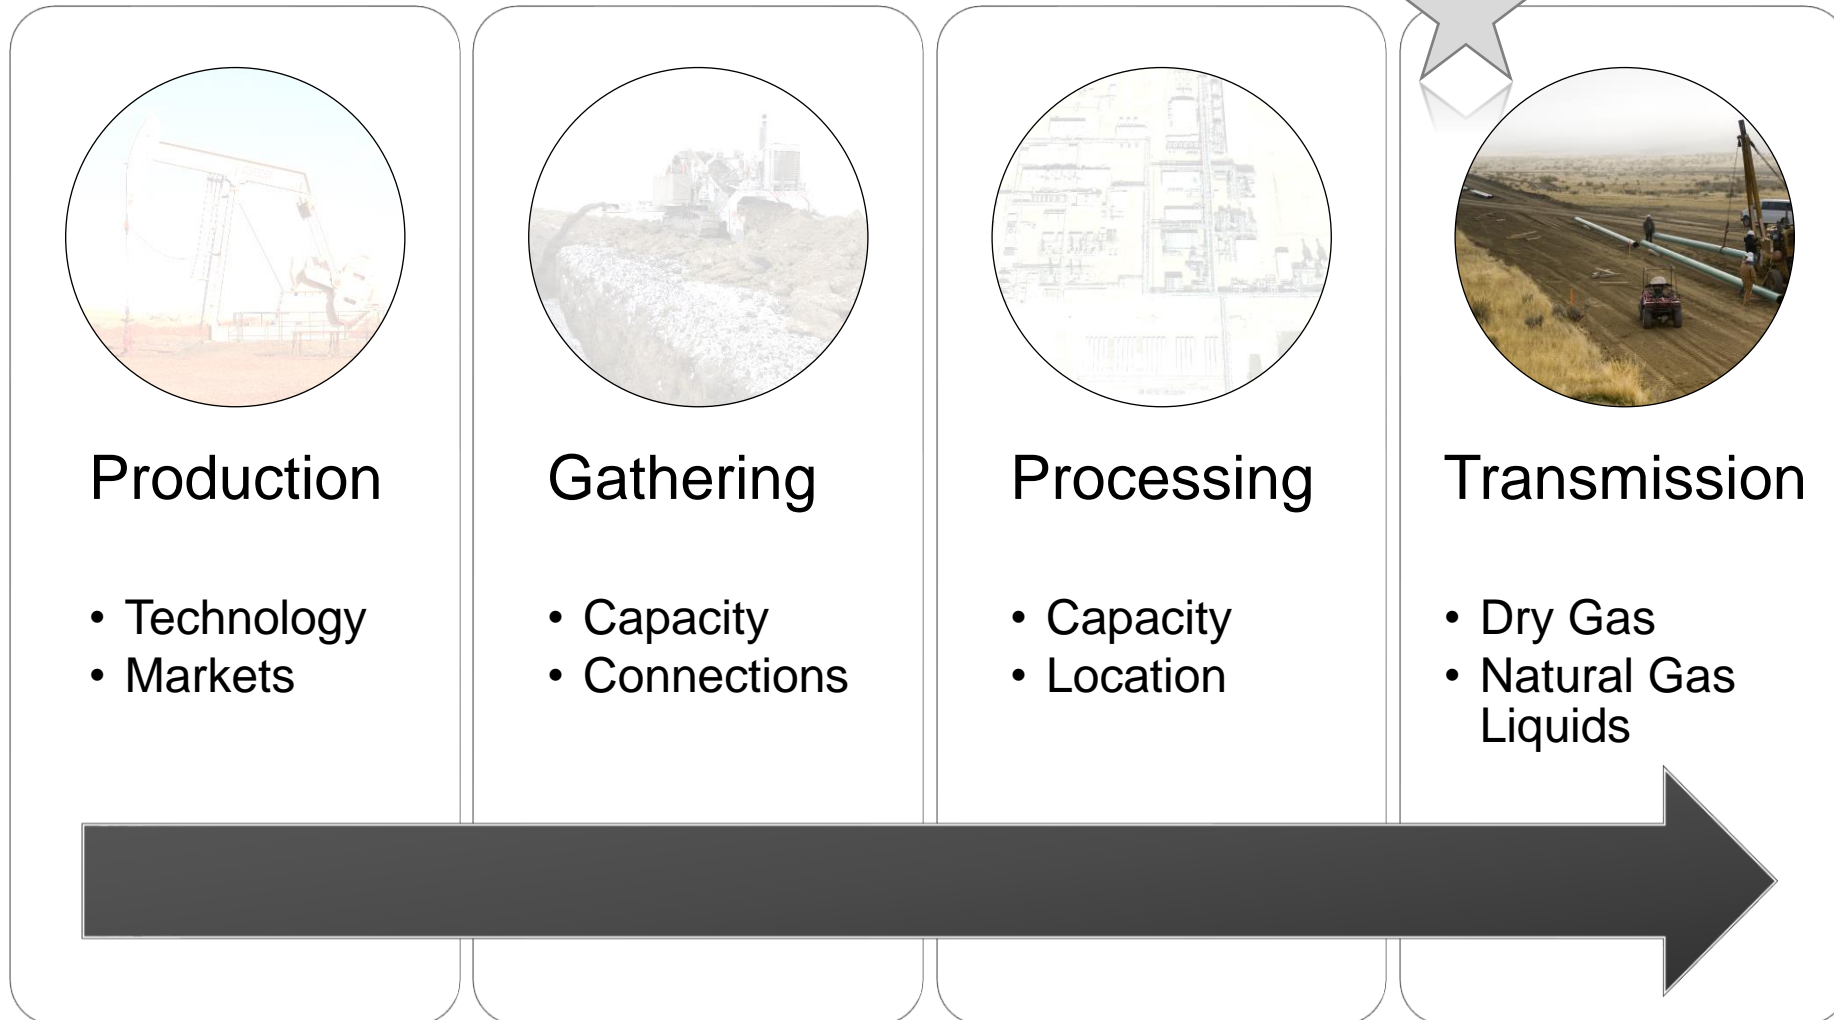 Production
• Technology
• Markets
Gathering
• Capacity
• Connections
Processing
• Capacity
• Location
Transmission
• Dry Gas
• Natural Gas
Liquids